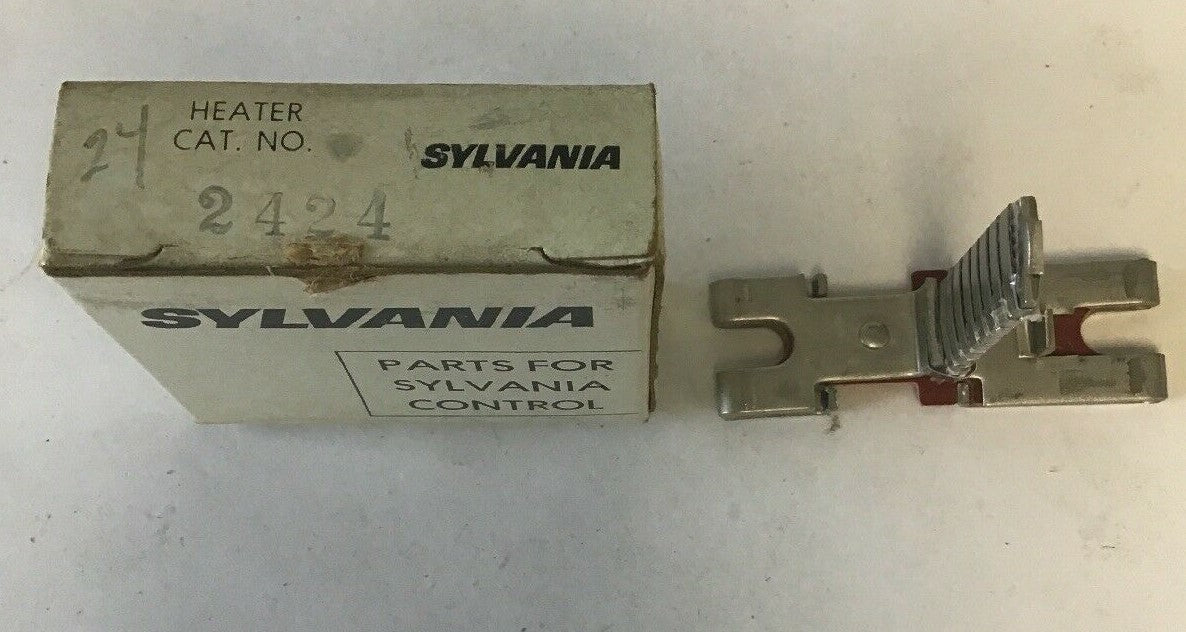 24
HEATER
CAT. NO.
SYLVANIA
2424
SYLVANIA
PARTS FOR
SYLVANIA
CONTROL